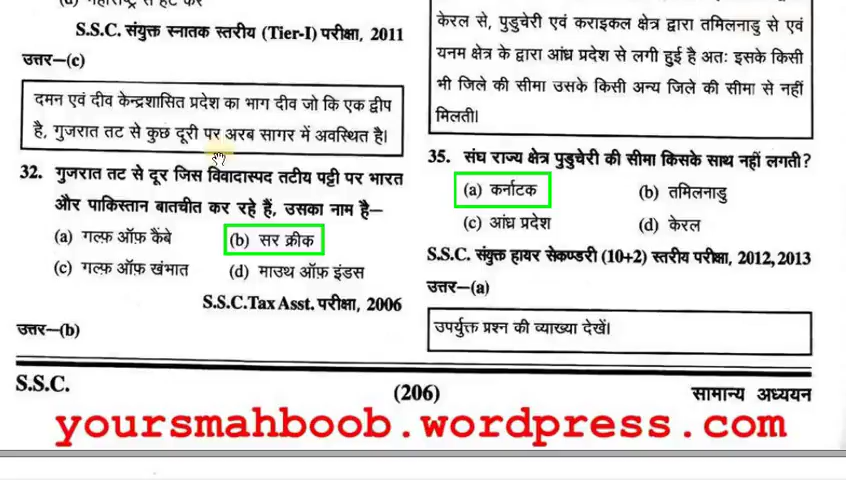 (d) महाराष्ट्र से हट कर
S.S.C. संयुक्त स्नातक स्तरीय (Tier-I) परीक्षा, 2011
उत्तर–(c)
दमन एवं दीव केन्द्रशासित प्रदेश का भाग दीव जो कि एक द्वीप
है, गुजरात तट से कुछ दूरी पर अरब सागर में अवस्थित है।
32. गुजरात तट से दूर जिस विवादास्पद तटीय पट्टी पर भारत
और पाकिस्तान बातचीत कर रहे हैं, उसका नाम है–
(a) गल्फ़ ऑफ़ कैंबे (b) सर क्रीक
(c) गल्फ़ ऑफ़ खंभात (d) माउथ ऑफ़ इंडस
S.S.C.Tax Asst. परीक्षा, 2006
उत्तर–(b)
केरल से, पुडुचेरी एवं कराइकल क्षेत्र द्वारा तमिलनाडु से एवं
यनम क्षेत्र के द्वारा आंध्र प्रदेश से लगी हुई है अतः इसके किसी
भी जिले की सीमा उसके किसी अन्य जिले की सीमा से नहीं
मिलती।
35. संघ राज्य क्षेत्र पुडुचेरी की सीमा किसके साथ नहीं लगती?
(a) कर्नाटक (b) तमिलनाडु
(c) आंध्र प्रदेश (d) केरल
S.S.C. संयुक्त हायर सेकण्डरी (10+2) स्तरीय परीक्षा, 2012,2013
उत्तर–(a)
उपर्युक्त प्रश्न की व्याख्या देखें।
S.S.C. (206) सामान्य अध्ययन
yoursmahboob.wordpress.com